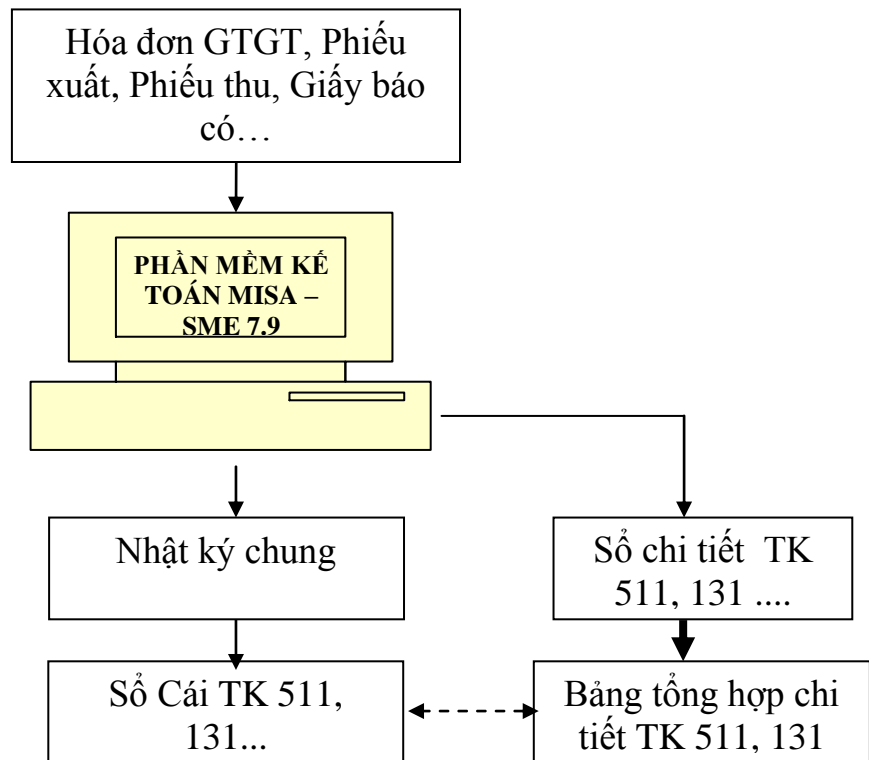 Hóa đơn GTGT, Phiếu
xuất, Phiếu thu, Giấy báo
có…
PHẦN MỀM KẾ
TOÁN MISA –
SME 7.9
Nhật ký chung
Sổ chi tiết TK
511, 131 ....
Sổ Cái TK 511,
131...
Bảng tổng hợp chi
tiết TK 511, 131